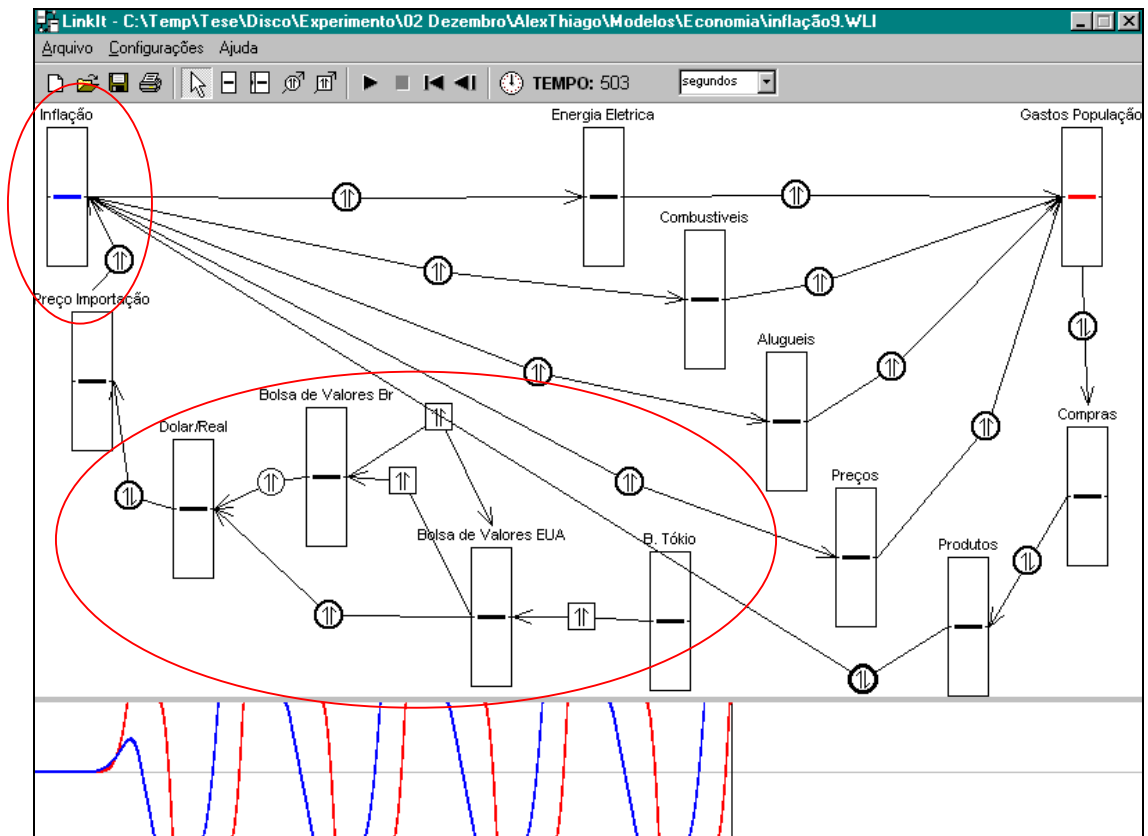 LinkIt - C:\Temp\Tese\Disco\Experimento\02 Dezembro\AlexThiago\Modelos\Economia\inflação9.WLI
Arquivo Configurações Ajuda
TEMPO: 503 segundos
Inflação
Energia Eletrica
Gastos População
Combustiveis
Preço Importação
Alugueis
Bolsa de Valores Br
Compras
Dolar/Real
Preços
Bolsa de Valores EUA
B. Tókio
Produtos